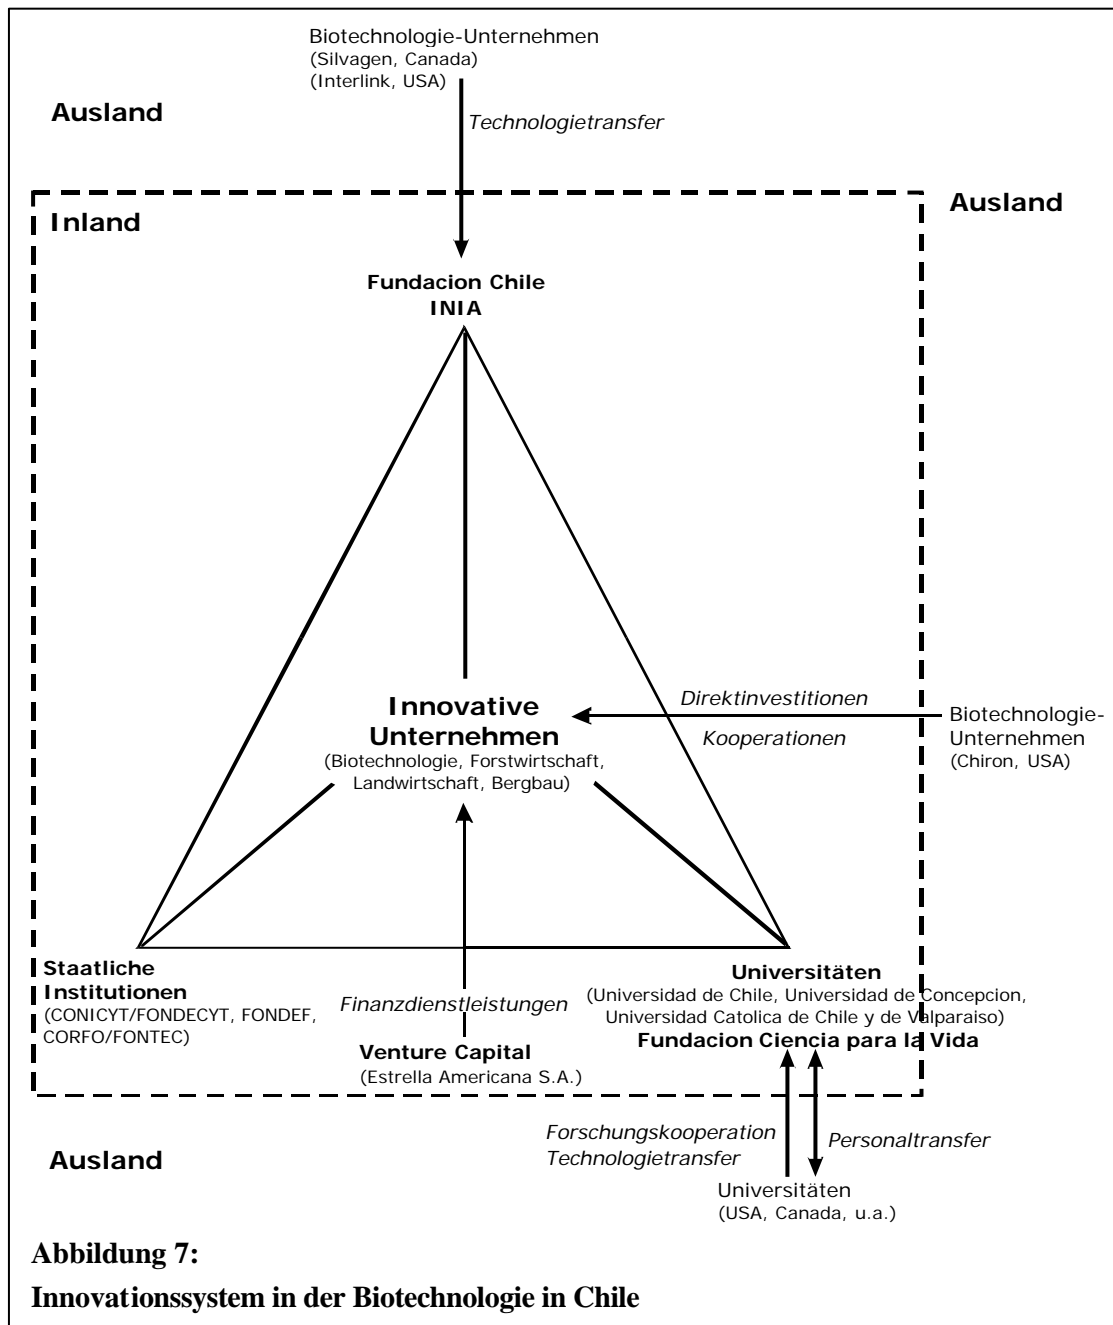 Biotechnologie-Unternehmen
(Silvagen, Canada)
(Interlink, USA)
Ausland
Technologietransfer
Ausland
Inland
Fundacion Chile
INIA
Innovative
Unternehmen
(Biotechnologie, Forstwirtschaft,
Landwirtschaft, Bergbau)
Direktinvestitionen
Kooperationen
Biotechnologie-
Unternehmen
(Chiron, USA)
Staatliche
Institutionen
(CONICYT/FONDECYT, FONDEF,
CORFO/FONTEC)
Finanzdienstleistungen
Venture Capital
(Estrella Americana S.A.)
Universitäten
(Universidad de Chile, Universidad de Concepcion,
Universidad Catolica de Chile y de Valparaiso)
Fundacion Ciencia para la Vida
Ausland
Forschungskooperation
Technologietransfer
Personaltransfer
Universitäten
(USA, Canada, u.a.)
Abbildung 7:
Innovationssystem in der Biotechnologie in Chile